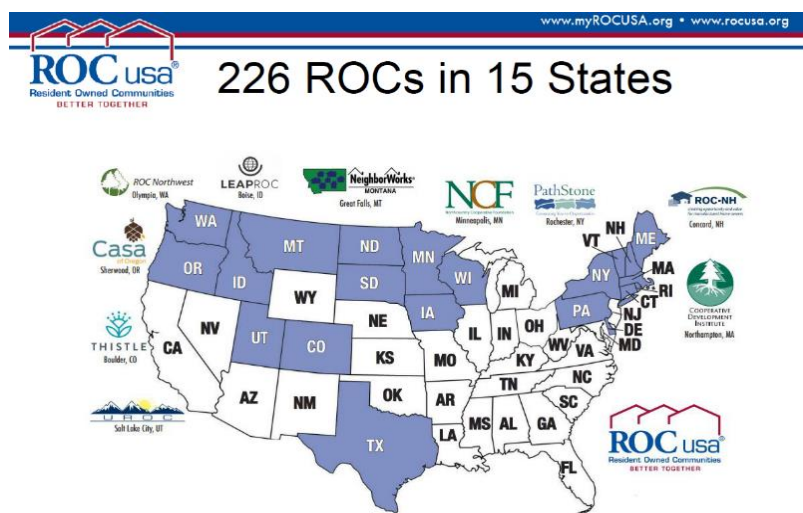 www.myROCUSA.org • www.rocusa.org
ROC usa®
Resident Owned Communities
BETTER TOGETHER
226 ROCs in 15 States
ROC Northwest
Olympia, WA
LEAPROC
Boise, ID
NeighborWorks®
MONTANA
Great Falls, MT
NCF
Minneapolis, MN
PathStone
Rochester, NY
ROC-NH
Concord, NH
Casa
of Oregon
Sherwood, OR
THISTLE
Boulder, CO
UROC
Salt Lake City, UT
COOPERATIVE
DEVELOPMENT
INSTITUTE
Northampton, MA
WA
MT
ND
MN
OR
ID
WY
SD
WI
MI
NY
VT
NH
ME
MA
RI
CT
NJ
DE
MD
PA
IA
NE
NV
UT
CO
CA
KS
MO
IL
IN
OH
WV
VA
KY
NC
TN
SC
AZ
NM
OK
AR
MS
AL
GA
LA
TX
FL
ROC usa®
Resident Owned Communities
BETTER TOGETHER